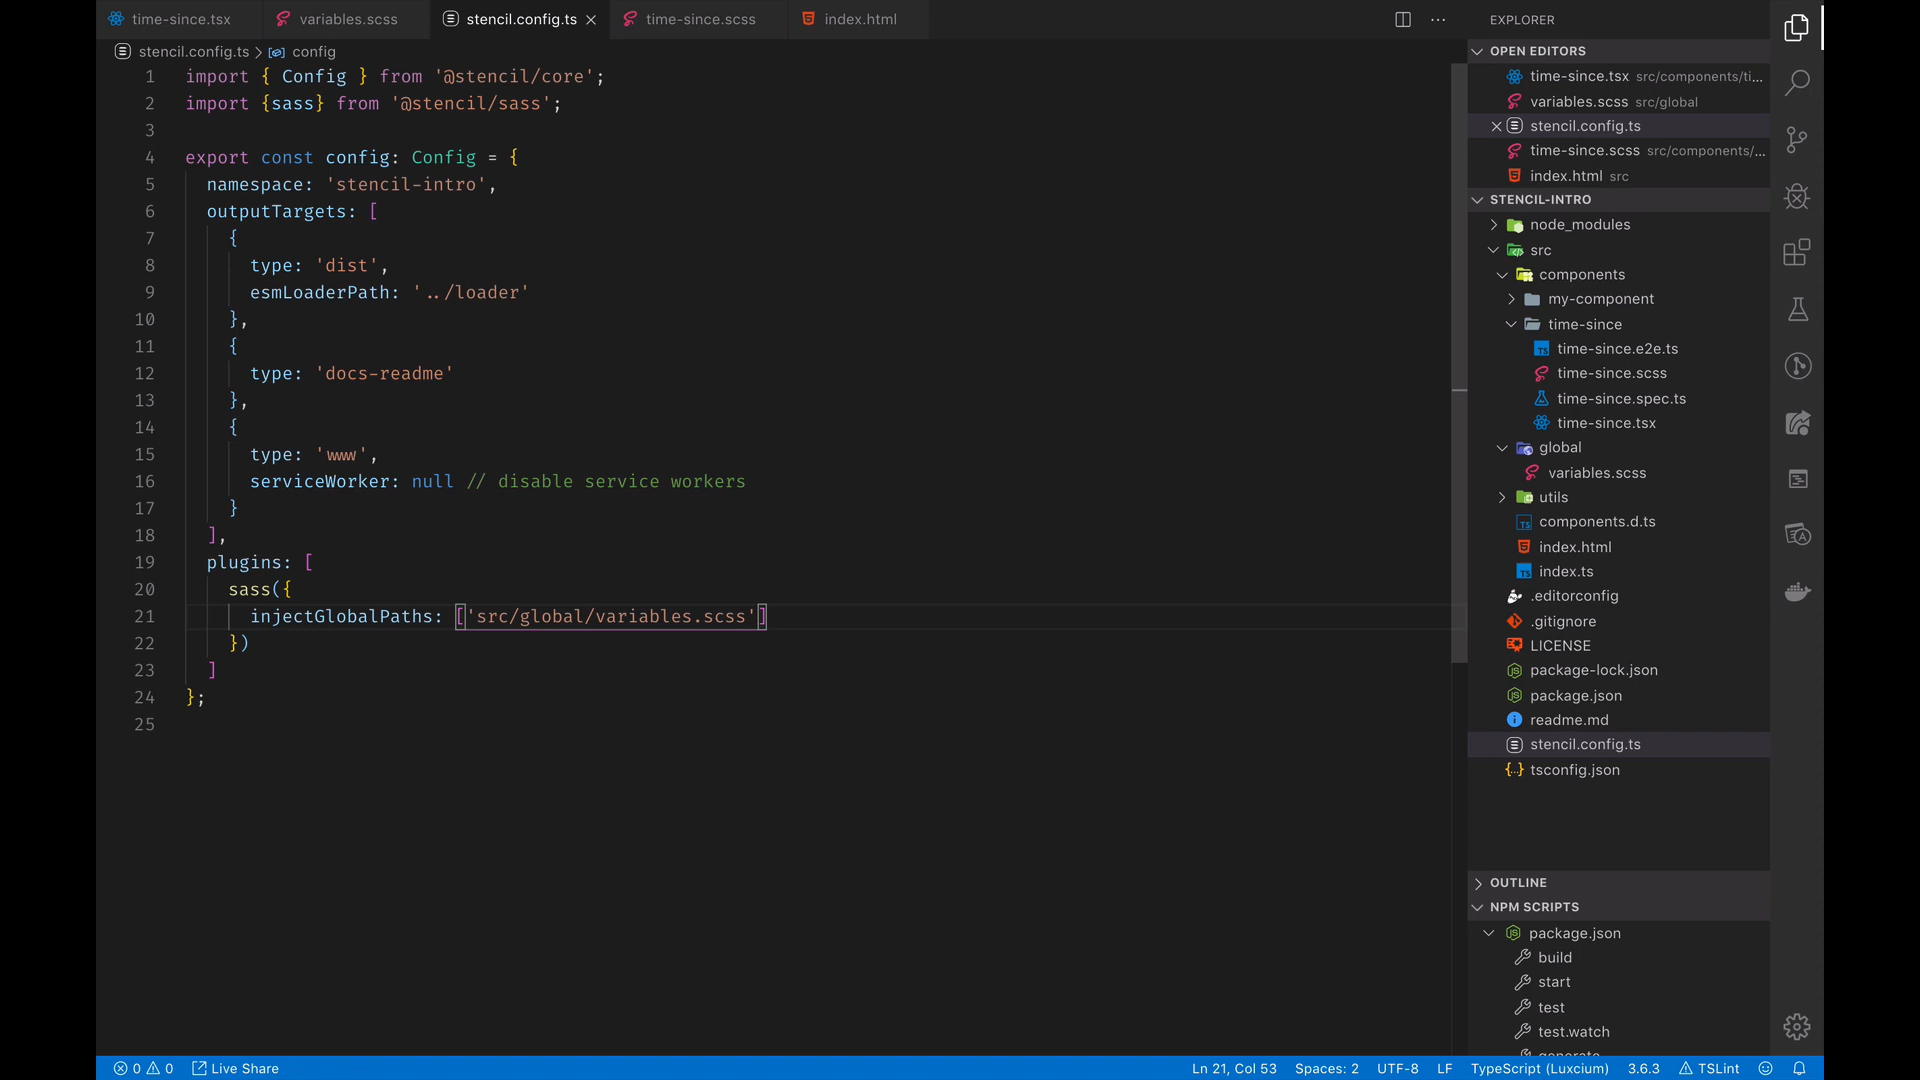 time-since.tsx
variables.scss
stencil.config.ts
time-since.scss
index.html
stencil.config.ts > config
1 import { Config } from '@stencil/core';
2 import {sass} from '@stencil/sass';
3
4 export const config: Config = {
5 namespace: 'stencil-intro',
6 outputTargets: [
7 {
8 type: 'dist',
9 esmLoaderPath: '../loader'
10 },
11 {
12 type: 'docs-readme'
13 },
14 {
15 type: 'www',
16 serviceWorker: null // disable service workers
17 }
18 ],
19 plugins: [
20 sass({
21 injectGlobalPaths: ['src/global/variables.scss']
22 })
23 ]
24 };
25
EXPLORER
OPEN EDITORS
time-since.tsx src/components/ti...
variables.scss src/global
stencil.config.ts
time-since.scss src/components/...
index.html src
STENCIL-INTRO
node_modules
src
components
my-component
time-since
time-since.e2e.ts
time-since.scss
time-since.spec.ts
time-since.tsx
global
variables.scss
utils
components.d.ts
index.html
index.ts
.editorconfig
.gitignore
LICENSE
package-lock.json
package.json
readme.md
stencil.config.ts
tsconfig.json
OUTLINE
NPM SCRIPTS
package.json
build
start
test
test.watch
generate
0 0 Live Share
Ln 21, Col 53 Spaces: 2 UTF-8 LF TypeScript (Luxcium) 3.6.3 TSLint